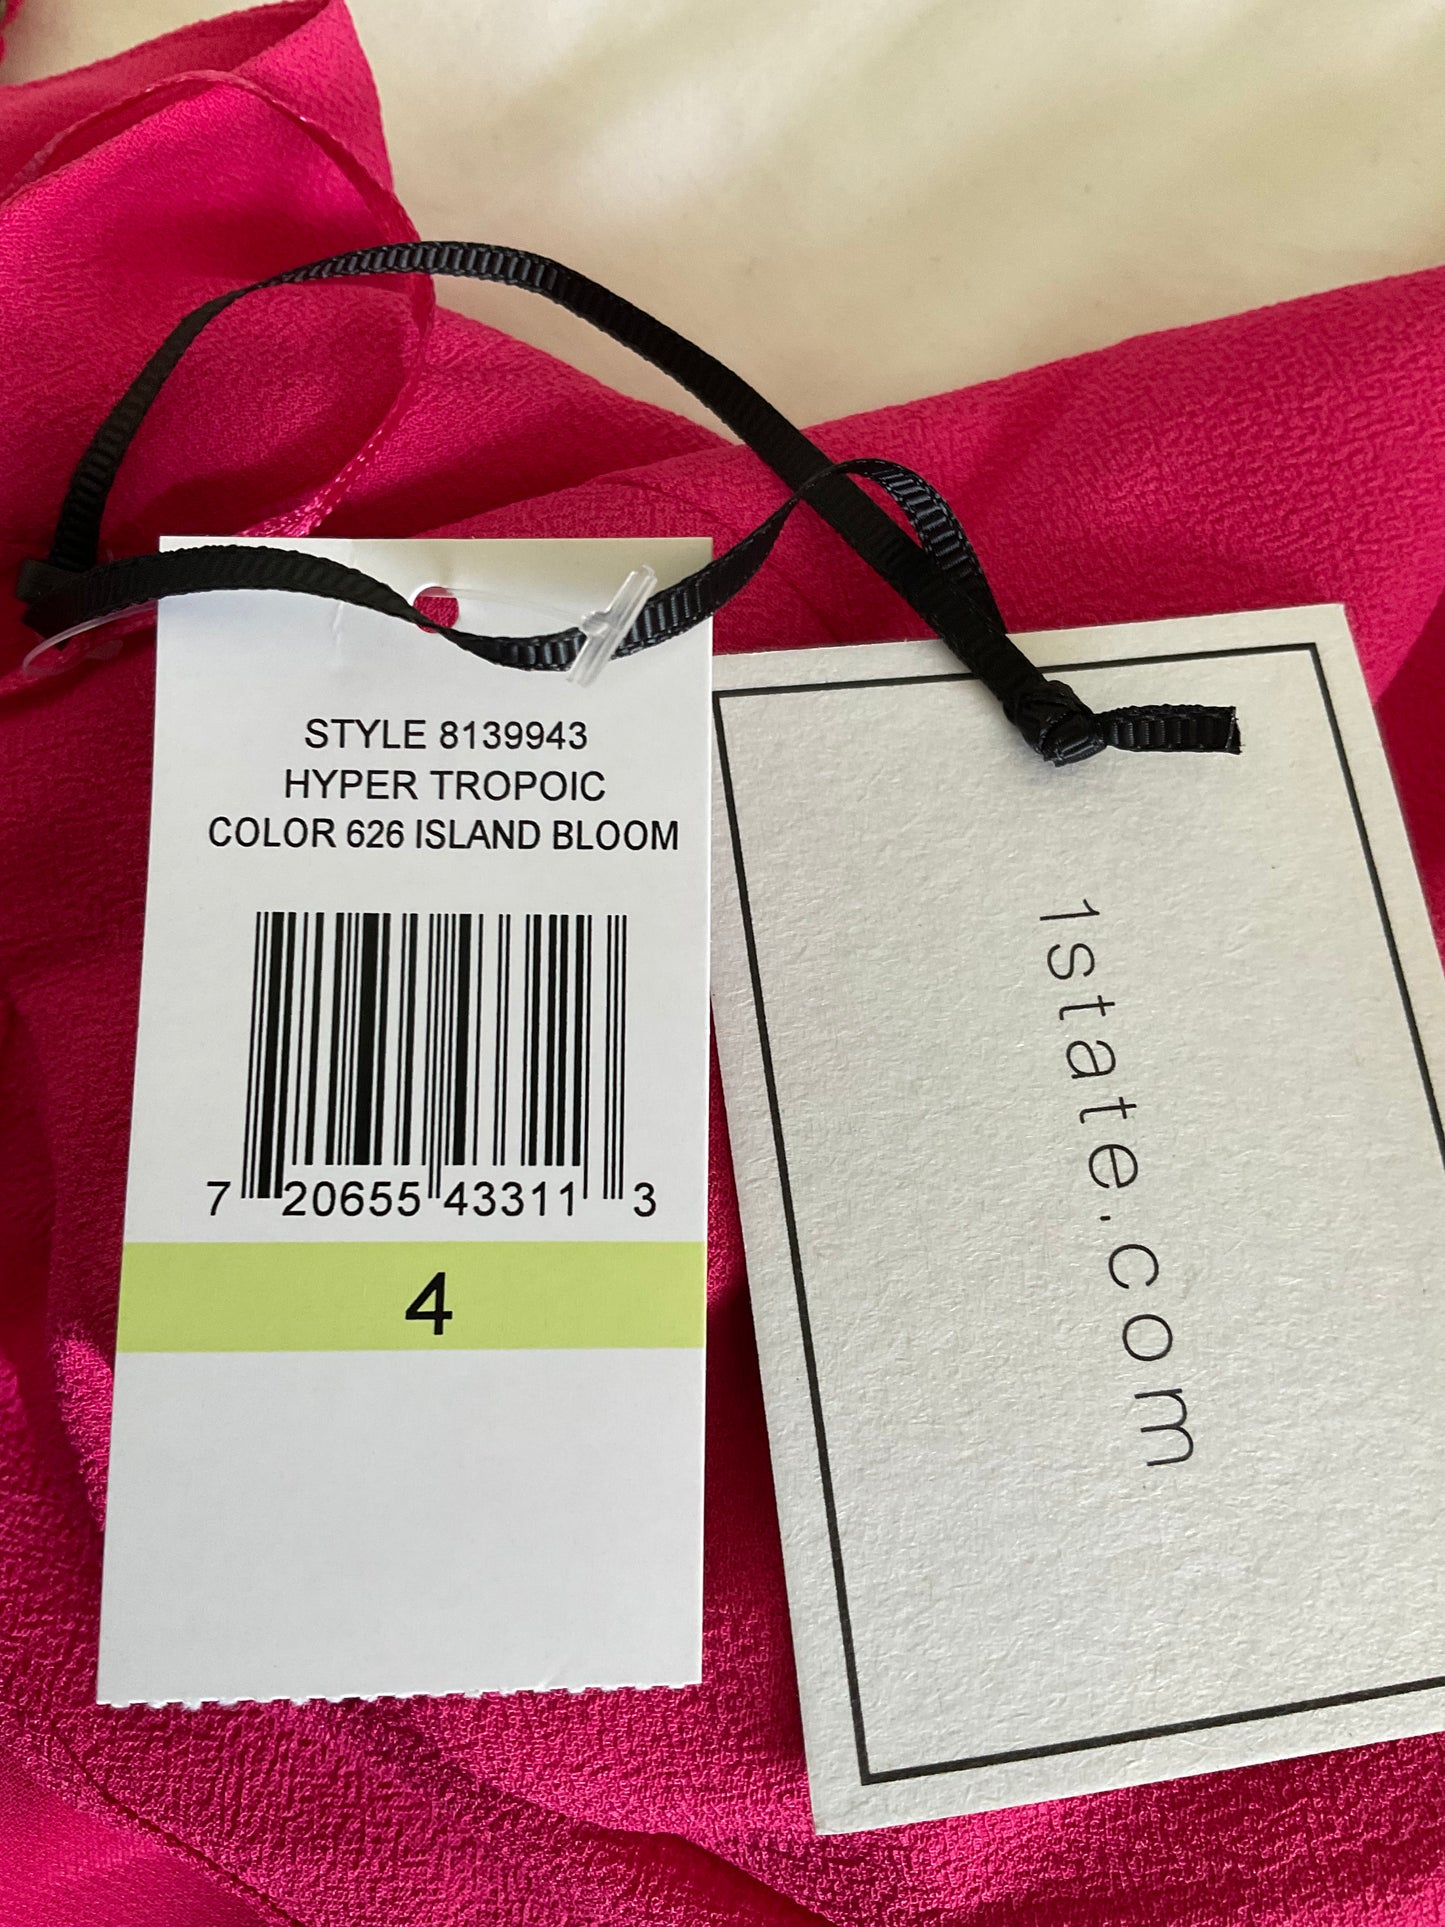 STYLE 8139943
HYPER TROPOIC
COLOR 626 ISLAND BLOOM
7 20655 43311 3
4
1state.com